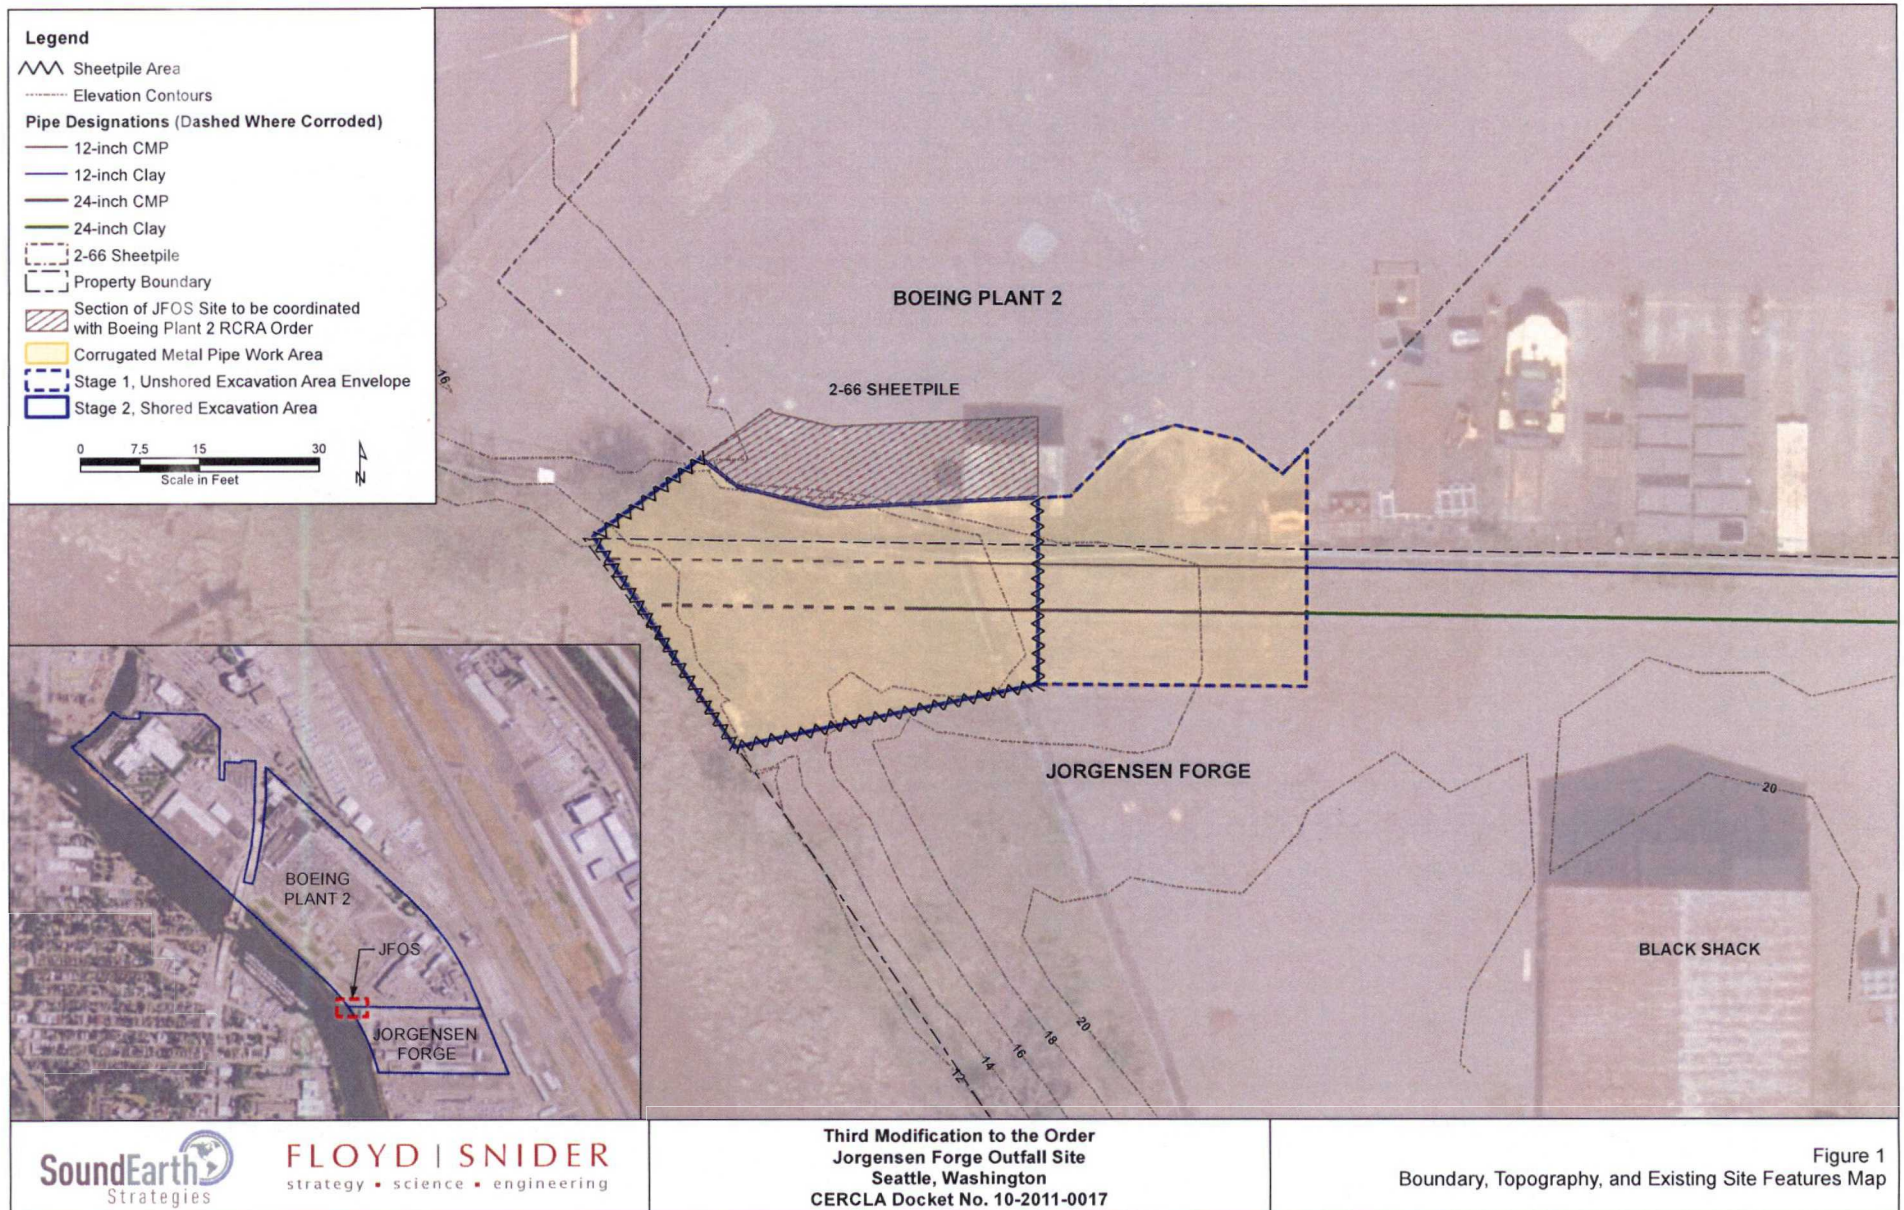 Legend
Sheetpile Area
Elevation Contours
Pipe Designations (Dashed Where Corroded)
12-inch CMP
12-inch Clay
24-inch CMP
24-inch Clay
2-66 Sheetpile
Property Boundary
Section of JFOS Site to be coordinated
with Boeing Plant 2 RCRA Order
Corrugated Metal Pipe Work Area
Stage 1, Unshored Excavation Area Envelope
Stage 2, Shored Excavation Area
0 7.5 15 30
Scale in Feet
N
16
BOEING PLANT 2
2-66 SHEETPILE
JORGENSEN FORGE
20
BLACK SHACK
12
14
16
18
20
BOEING
PLANT 2
JFOS
JORGENSEN
FORGE
SoundEarth
Strategies
FLOYD | SNIDER
strategy ▪ science ▪ engineering
Third Modification to the Order
Jorgensen Forge Outfall Site
Seattle, Washington
CERCLA Docket No. 10-2011-0017
Figure 1
Boundary, Topography, and Existing Site Features Map